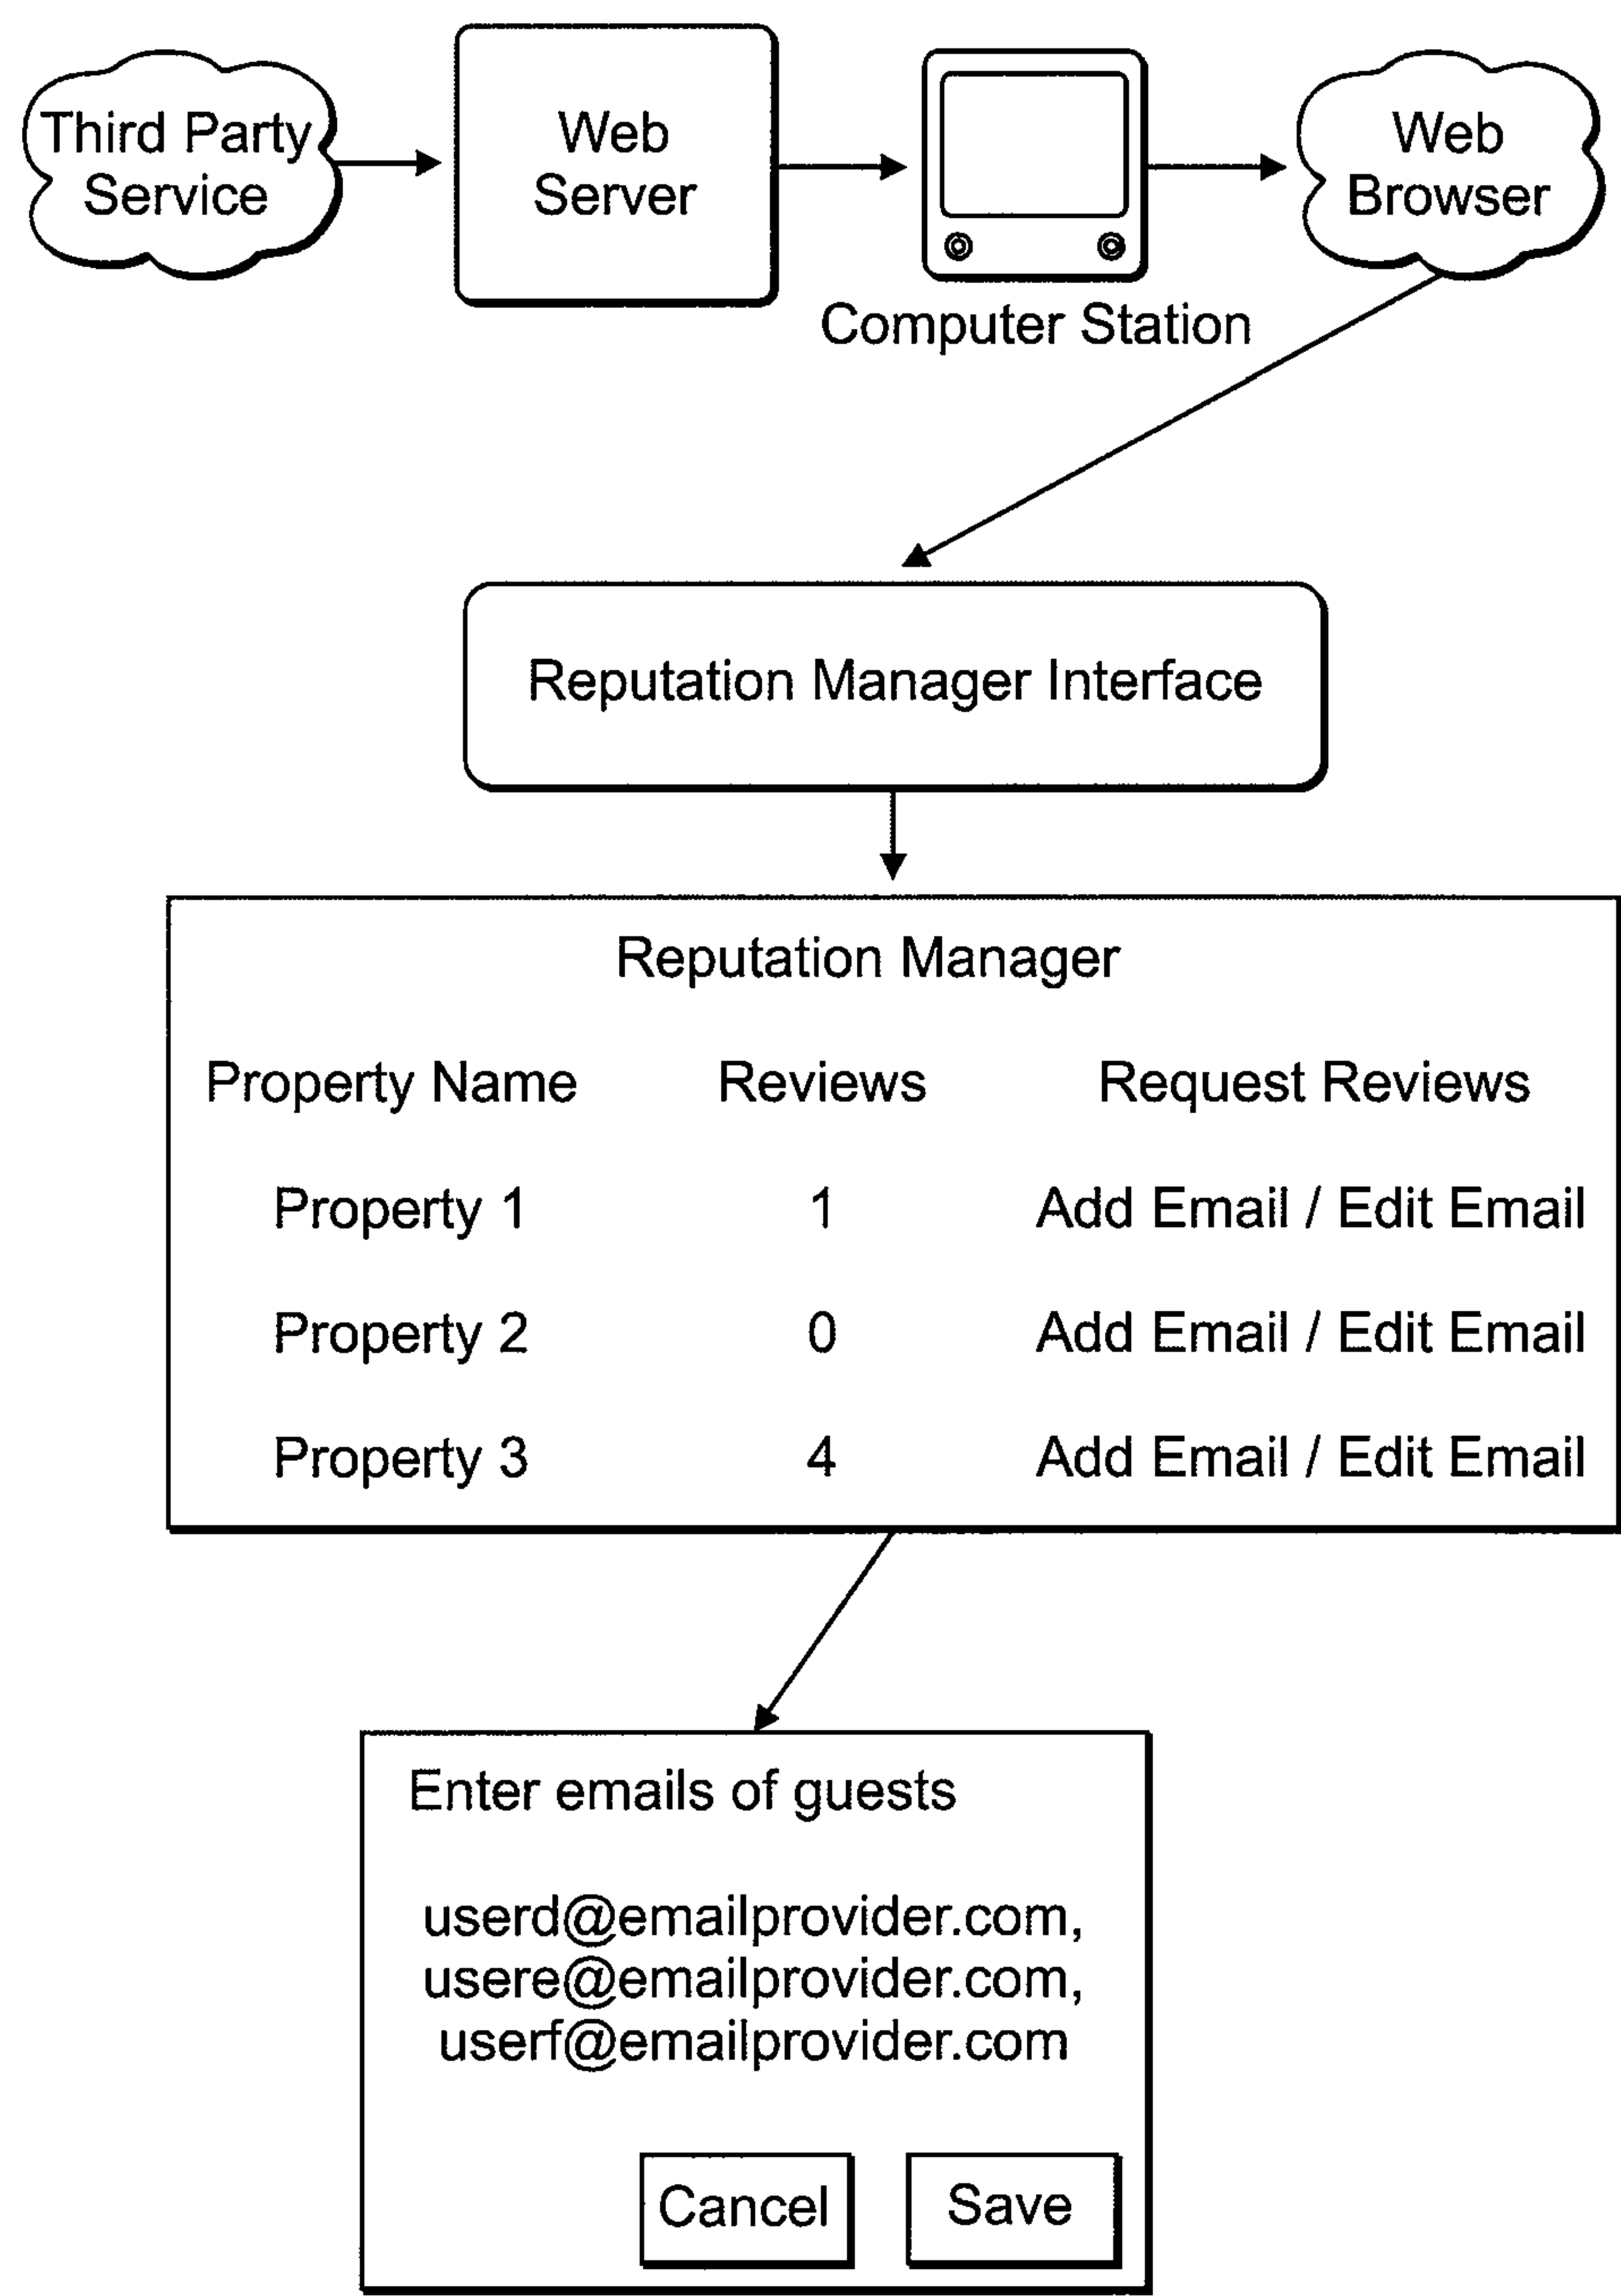 Third Party
Service
Web
Server
Computer Station
Web
Browser
Reputation Manager Interface
Reputation Manager
Property Name Reviews Request Reviews
Property 1 1 Add Email / Edit Email
Property 2 0 Add Email / Edit Email
Property 3 4 Add Email / Edit Email
Enter emails of guests
userd@emailprovider.com,
usere@emailprovider.com,
userf@emailprovider.com
Cancel Save